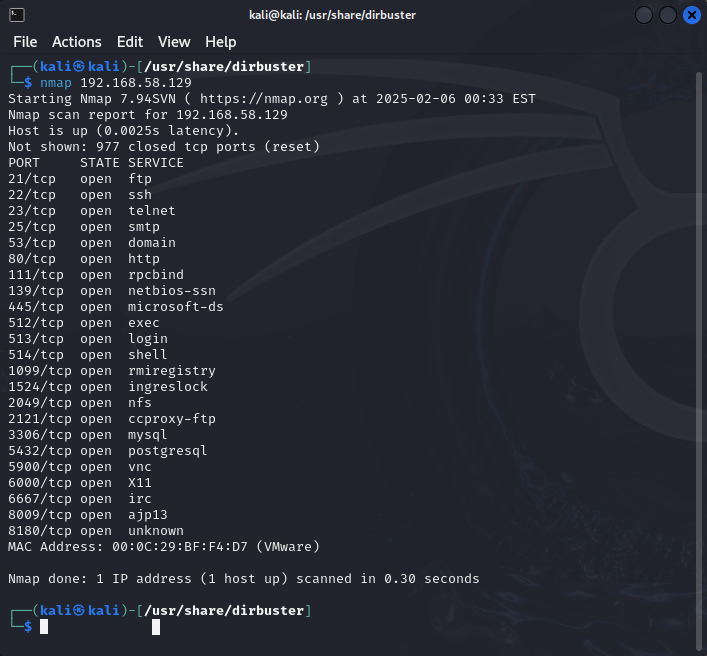 kali@kali: /usr/share/dirbuster
File Actions Edit View Help
┌──(kali㉿kali)-[/usr/share/dirbuster]
└─$ nmap 192.168.58.129
Starting Nmap 7.94SVN ( https://nmap.org ) at 2025-02-06 00:33 EST
Nmap scan report for 192.168.58.129
Host is up (0.0025s latency).
Not shown: 977 closed tcp ports (reset)
PORT     STATE SERVICE
21/tcp   open  ftp
22/tcp   open  ssh
23/tcp   open  telnet
25/tcp   open  smtp
53/tcp   open  domain
80/tcp   open  http
111/tcp  open  rpcbind
139/tcp  open  netbios-ssn
445/tcp  open  microsoft-ds
512/tcp  open  exec
513/tcp  open  login
514/tcp  open  shell
1099/tcp open  rmiregistry
1524/tcp open  ingreslock
2049/tcp open  nfs
2121/tcp open  ccproxy-ftp
3306/tcp open  mysql
5432/tcp open  postgresql
5900/tcp open  vnc
6000/tcp open  X11
6667/tcp open  irc
8009/tcp open  ajp13
8180/tcp open  unknown
MAC Address: 00:0C:29:BF:F4:D7 (VMware)
Nmap done: 1 IP address (1 host up) scanned in 0.30 seconds
┌──(kali㉿kali)-[/usr/share/dirbuster]
└─$